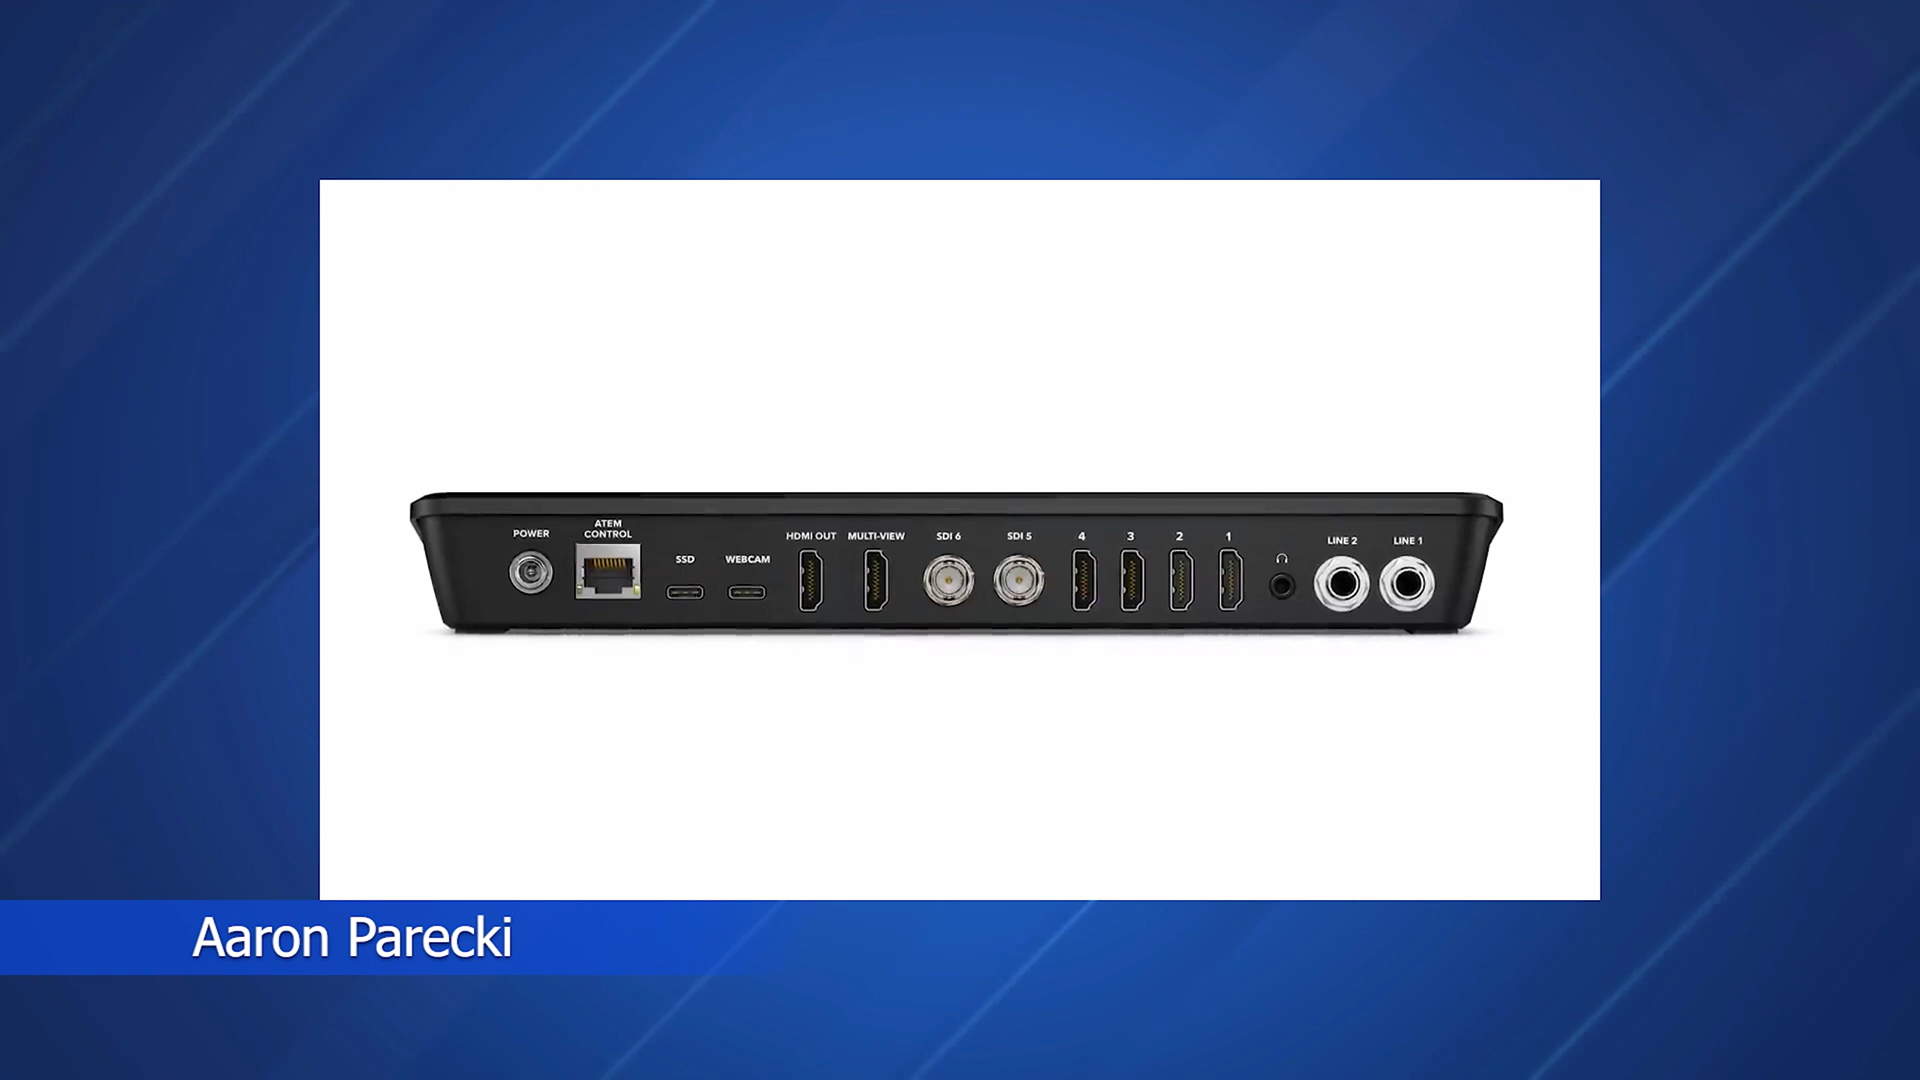 POWER
ATEM
CONTROL
SSD
WEBCAM
HDMI OUT
MULTI-VIEW
SDI 6
SDI 5
4
3
2
1
LINE 2
LINE 1
Aaron Parecki